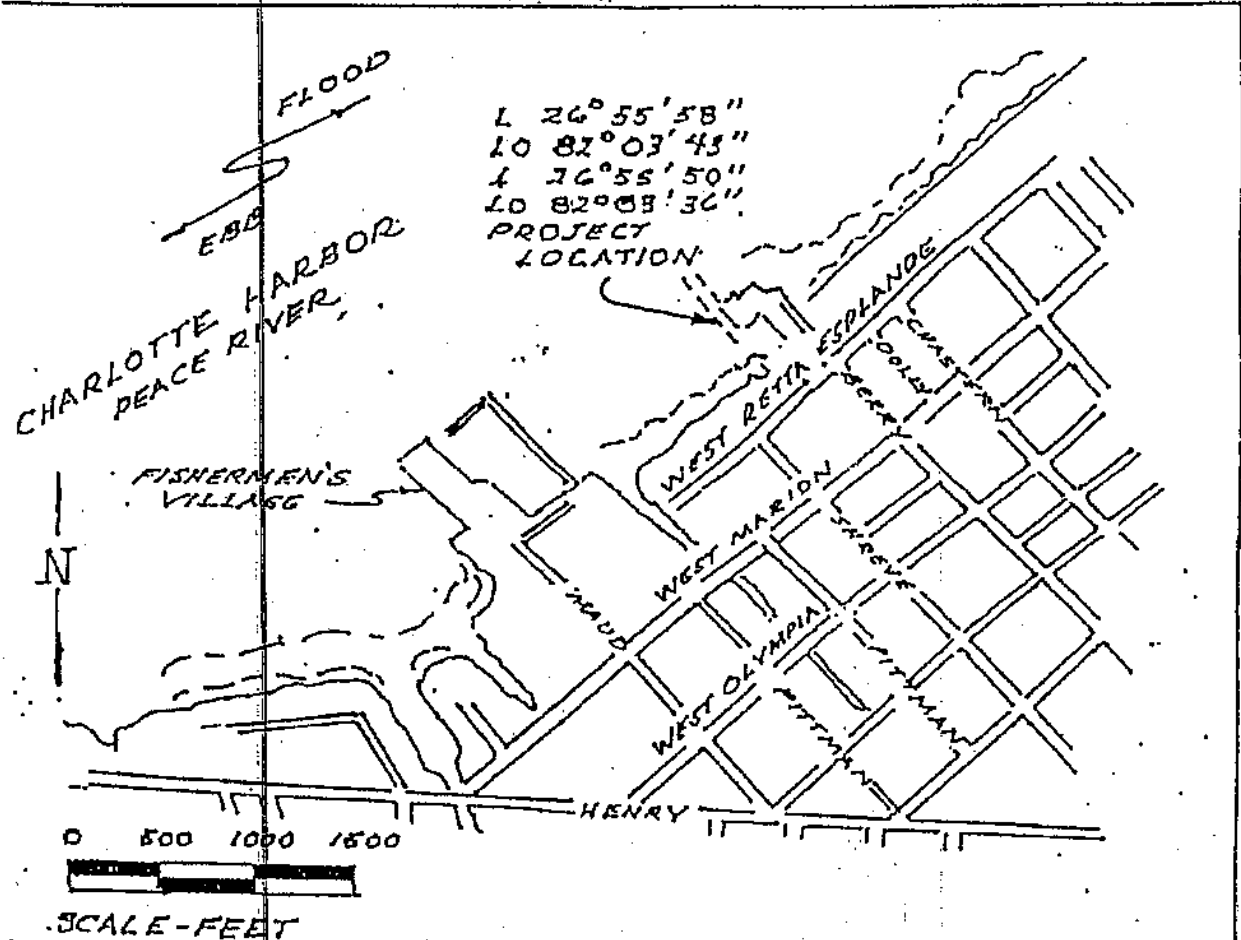 FLOOD
EBB
CHARLOTTE HARBOR
PEACE RIVER
L 26° 55' 58"
LO 82° 03' 43"
L 26° 55' 50"
LO 82° 03' 36"
PROJECT
LOCATION
WEST RETTA ESPLANDE
CHASTEAN
DOLLY
BERRY
FISHERMEN'S
VILLAGE
N
WEST MARION
SHREVE
MAUD
WEST OLYMPIA
PITTMAN
PITTMAN
HENRY
0 500 1000 1500
SCALE-FEET